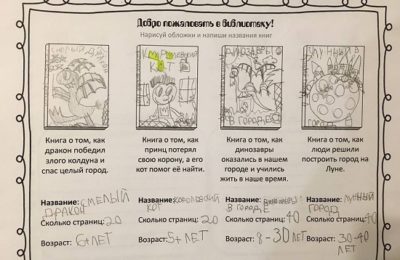 Добро пожаловать в библиотеку!
Нарисуй обложки и напиши названия книг
СМЕЛЫЙ ДРАКОН
КОРОЛЕВСКИЙ КОТ
ДИНОЗАВРЫ
В ГОРОДЕ
ЛУННЫЙ
Книга о том, как
дракон победил
злого колдуна и
спас целый город.
Книга о том, как
принц потерял
свою корону, а его
кот помог её найти.
Книга о том, как
динозавры
оказались в нашем
городе и учились
жить в наше время.
Книга о том, как
люди решили
построить город на
Луне.
Название: СМЕЛЫЙ
ДРАКОН
Сколько страниц: 20
Возраст: 6+ ЛЕТ
Название: КОРОЛЕВСКИЙ
КОТ
Сколько страниц: 20
Возраст: 5+ ЛЕТ
Название:
В ГОРОДЕ
Сколько страниц: 40
Возраст: 8-30 ЛЕТ
Название: ЛУННЫЙ
ГОРОД
Сколько страниц: 40
Возраст: 30-40
ЛЕТ